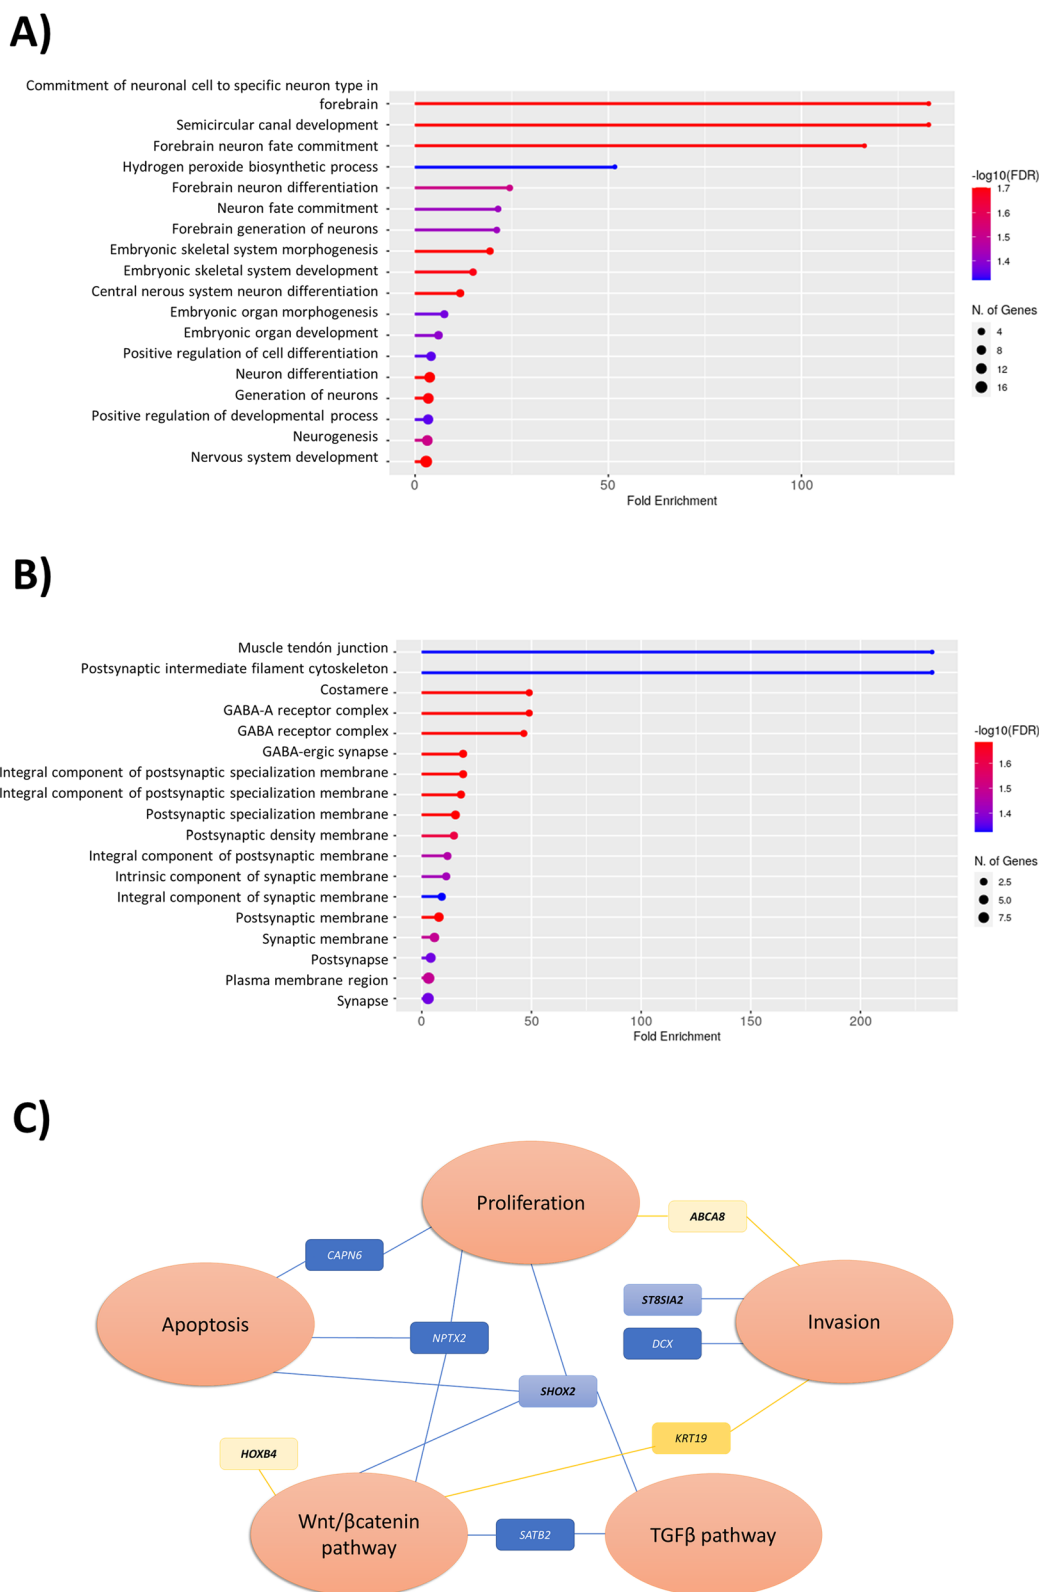 A)
Commitment of neuronal cell to specific neuron type in
forebrain
Semicircular canal development
Forebrain neuron fate commitment
Hydrogen peroxide biosynthetic process
Forebrain neuron differentiation
Neuron fate commitment
Forebrain generation of neurons
Embryonic skeletal system morphogenesis
Embryonic skeletal system development
Central nerous system neuron differentiation
Embryonic organ morphogenesis
Embryonic organ development
Positive regulation of cell differentiation
Neuron differentiation
Generation of neurons
Positive regulation of developmental process
Neurogenesis
Nervous system development
0 50 100
Fold Enrichment
-log10(FDR)
1.7
1.6
1.5
1.4
N. of Genes
4
8
12
16
B)
Muscle tendón junction
Postsynaptic intermediate filament cytoskeleton
Costamere
GABA-A receptor complex
GABA receptor complex
GABA-ergic synapse
Integral component of postsynaptic specialization membrane
Integral component of postsynaptic specialization membrane
Postsynaptic specialization membrane
Postsynaptic density membrane
Integral component of postsynaptic membrane
Intrinsic component of synaptic membrane
Integral component of synaptic membrane
Postsynaptic membrane
Synaptic membrane
Postsynapse
Plasma membrane region
Synapse
0 50 100 150 200
Fold Enrichment
-log10(FDR)
1.6
1.5
1.4
N. of Genes
2.5
5.0
7.5
C)
Proliferation
ABCA8
CAPN6
ST8SIA2
Apoptosis
NPTX2
Invasion
DCX
SHOX2
KRT19
HOXB4
Wnt/βcatenin
pathway
SATB2
TGFβ pathway